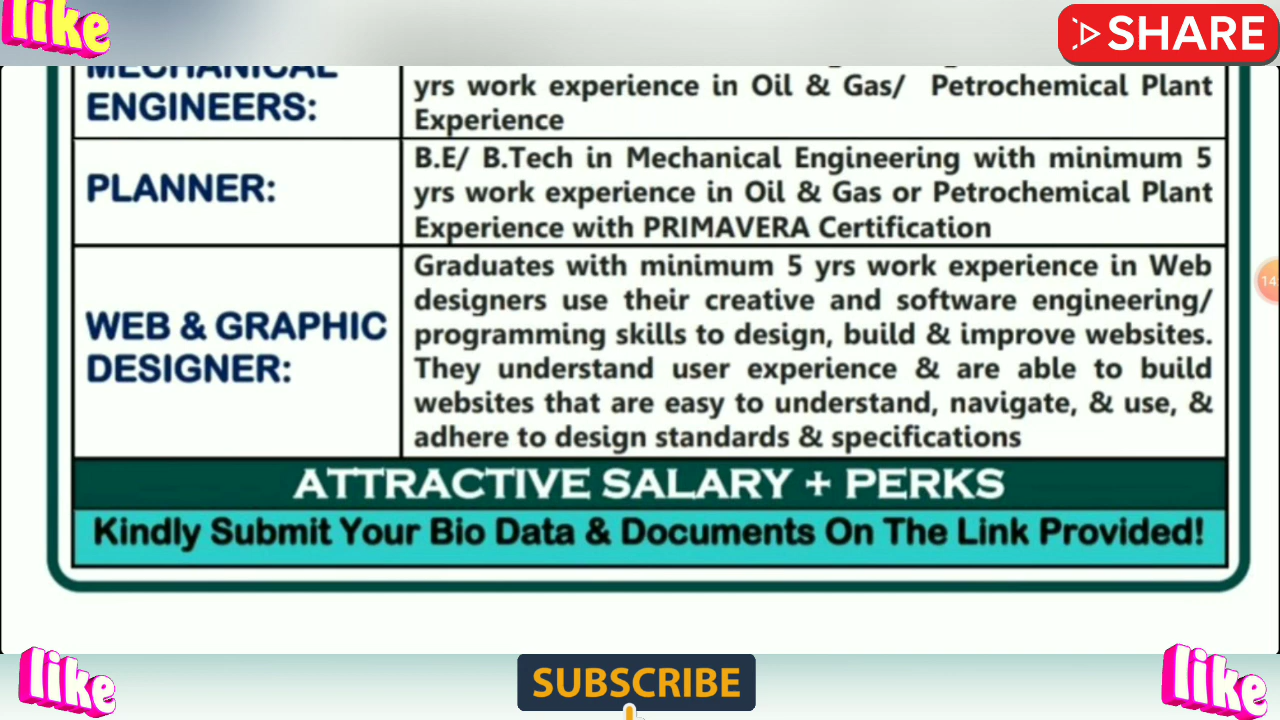 like
SHARE
MECHANICAL
ENGINEERS:
yrs work experience in Oil & Gas/ Petrochemical Plant
Experience
PLANNER:
B.E/ B.Tech in Mechanical Engineering with minimum 5
yrs work experience in Oil & Gas or Petrochemical Plant
Experience with PRIMAVERA Certification
WEB & GRAPHIC
DESIGNER:
Graduates with minimum 5 yrs work experience in Web
designers use their creative and software engineering/
programming skills to design, build & improve websites.
They understand user experience & are able to build
websites that are easy to understand, navigate, & use, &
adhere to design standards & specifications
ATTRACTIVE SALARY + PERKS
Kindly Submit Your Bio Data & Documents On The Link Provided!
14
like
SUBSCRIBE
like